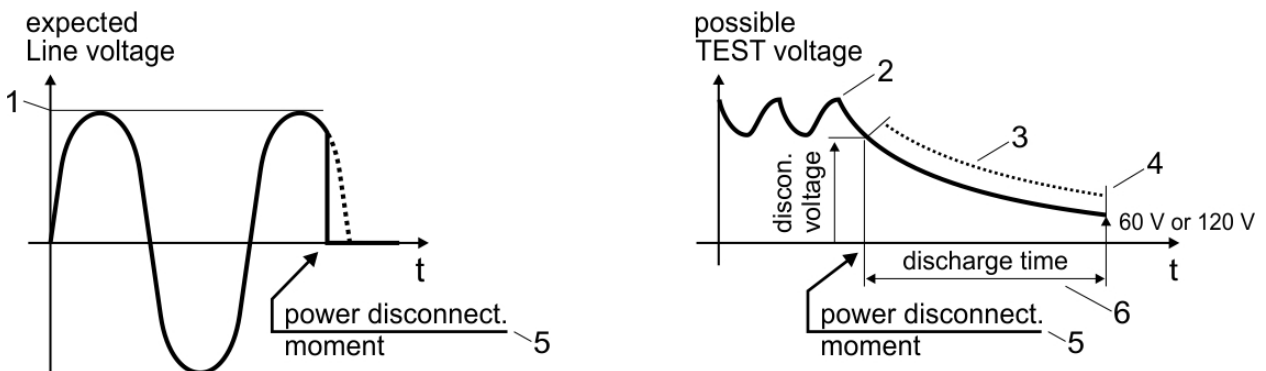 expected
Line voltage
1
t
power disconnect.
moment
5
possible
TEST voltage
2
3
4
discon.
voltage
60 V or 120 V
discharge time
t
6
power disconnect.
moment
5